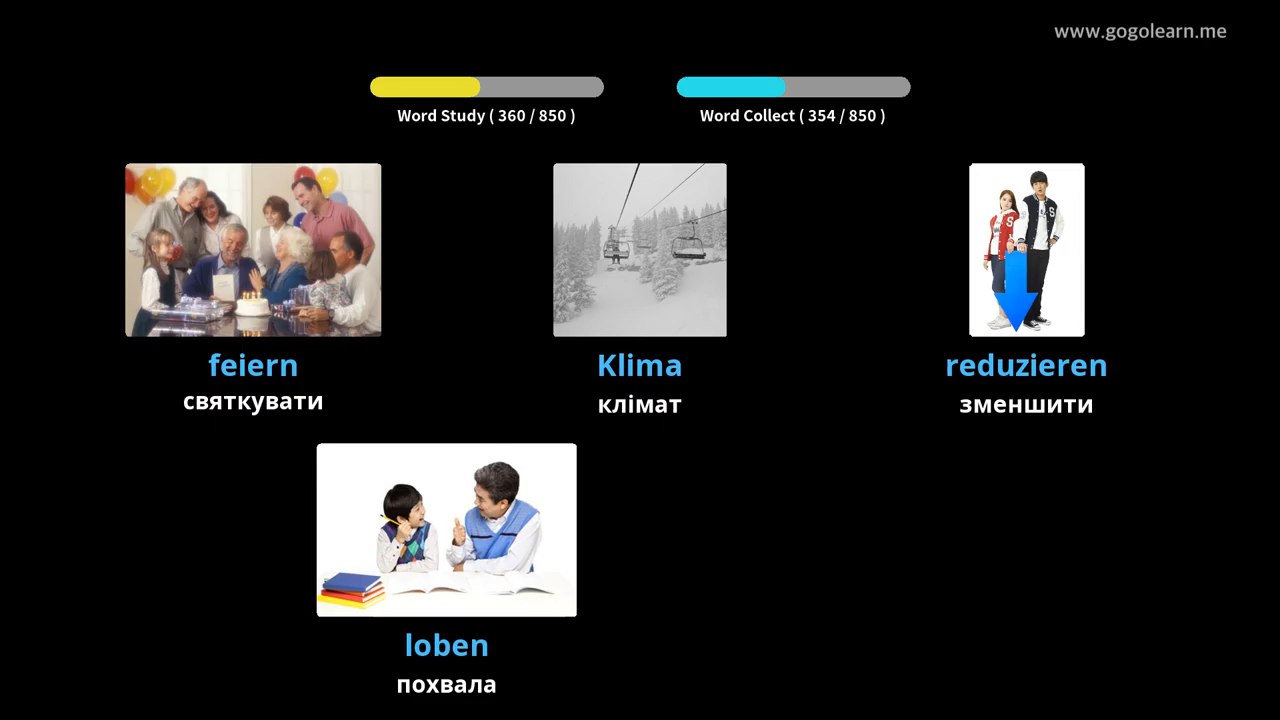 www.gogolearn.me
Word Study ( 360 / 850 )
Word Collect ( 354 / 850 )
feiern
святкувати
Klima
клімат
reduzieren
зменшити
loben
похвала